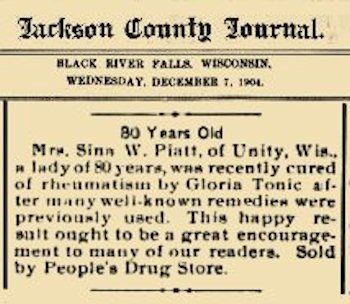 Jackson County Journal.
BLACK RIVER FALLS, WISCONSIN,
WEDNESDAY, DECEMBER 7, 1904.
80 Years Old
Mrs. Sinn W. Piatt, of Unity, Wis.,
a lady of 80 years, was recently cured
of rheumatism by Gloria Tonic af-
ter many well-known remedies were
previously used. This happy re-
sult ought to be a great encourage-
ment to many of our readers. Sold
by People's Drug Store.